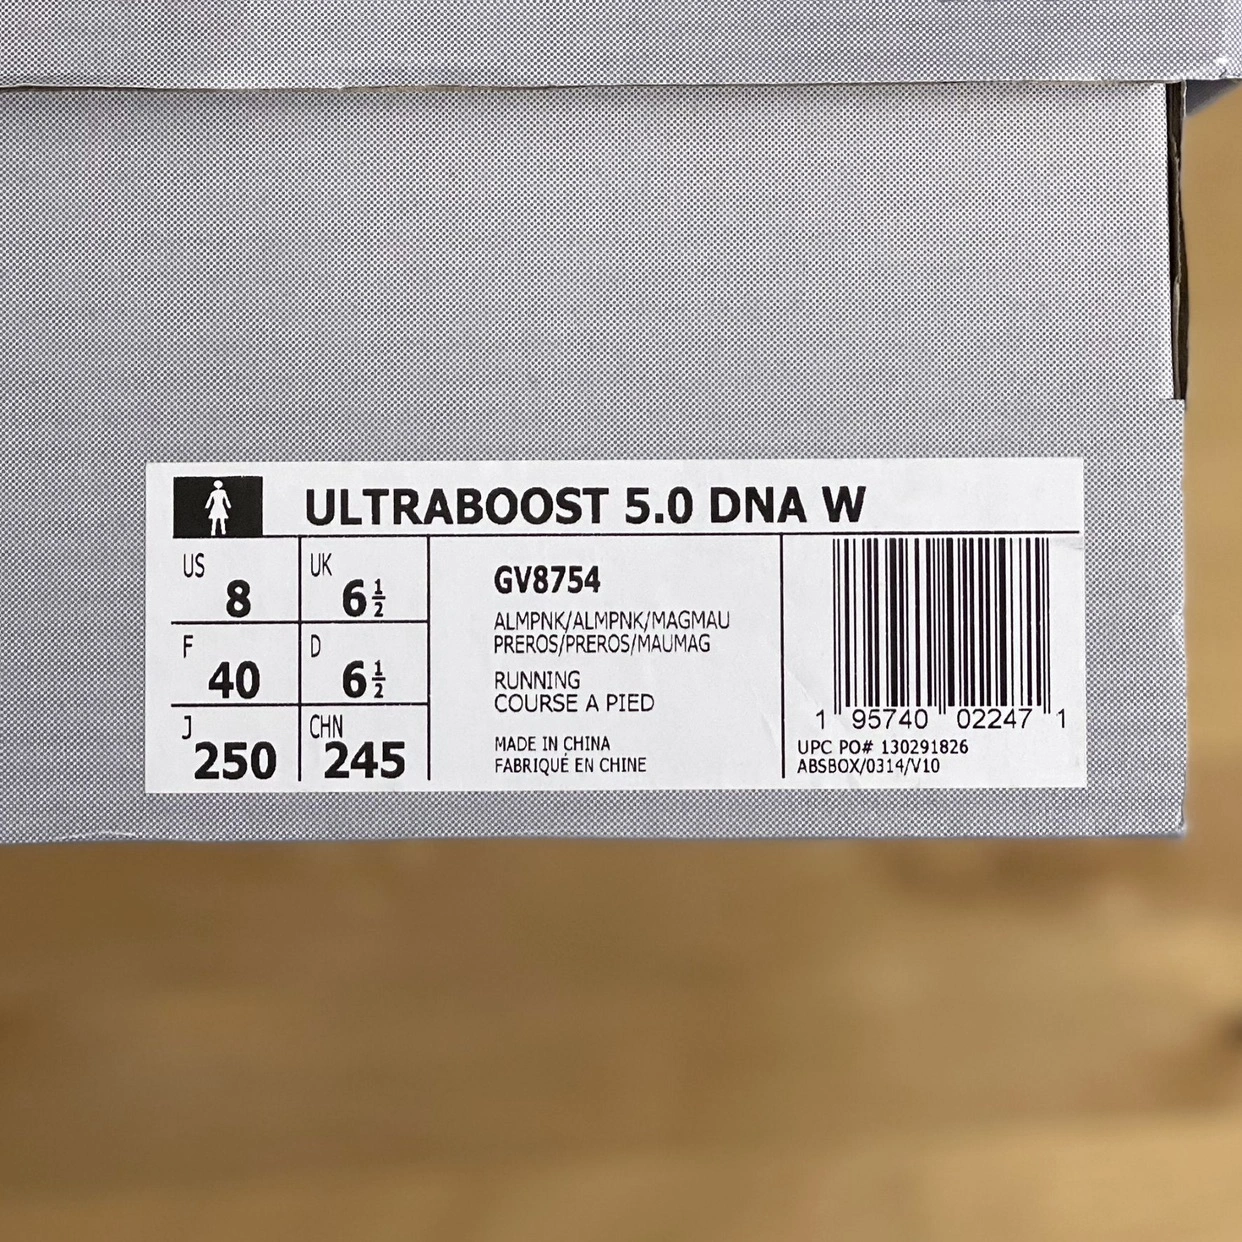 ULTRABOOST 5.0 DNA W
US 8 UK 6½
F 40 D 6½
J 250 CHN 245
GV8754
ALMPNK/ALMPNK/MAGMAU
PREROS/PREROS/MAUMAG
RUNNING
COURSE A PIED
MADE IN CHINA
FABRIQUÉ EN CHINE
1 95740 02247 1
UPC PO# 130291826
ABSBOX/0314/V10